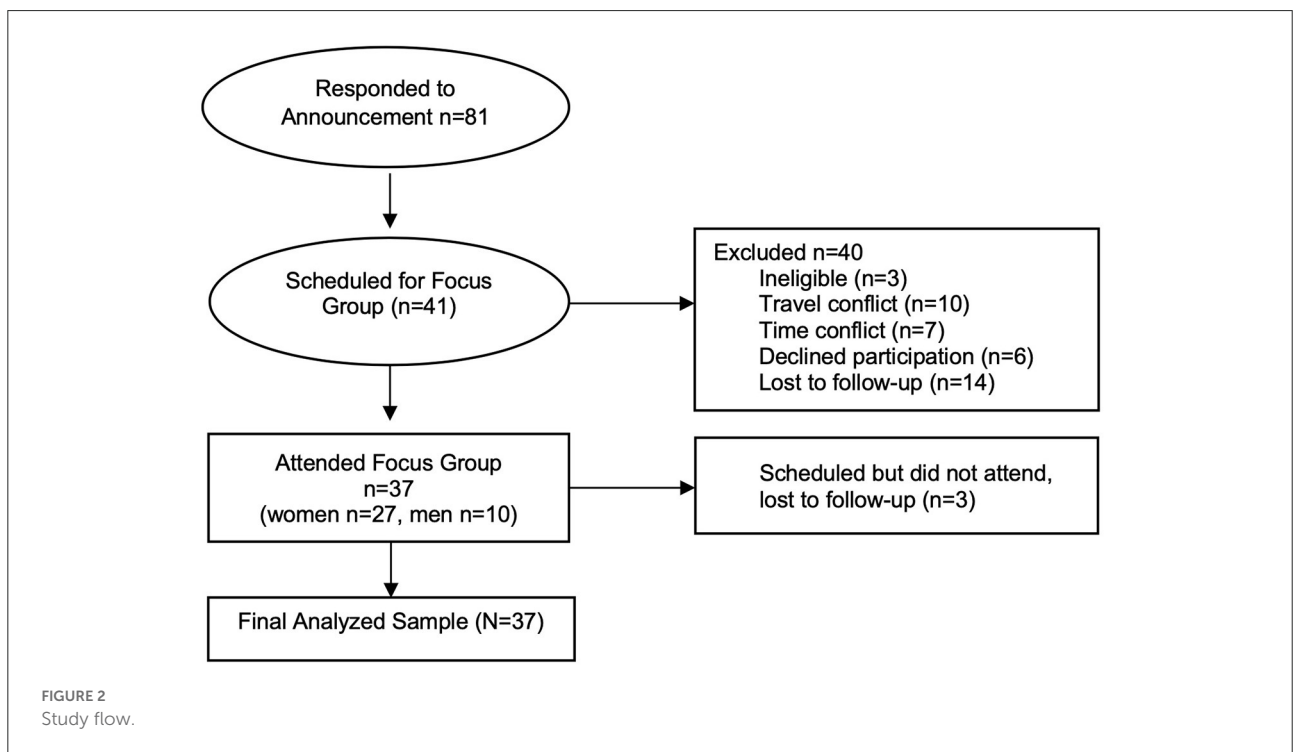 Responded to
Announcement n=81
Scheduled for Focus
Group (n=41)
Excluded n=40
Ineligible (n=3)
Travel conflict (n=10)
Time conflict (n=7)
Declined participation (n=6)
Lost to follow-up (n=14)
Attended Focus Group
n=37
(women n=27, men n=10)
Scheduled but did not attend,
lost to follow-up (n=3)
Final Analyzed Sample (N=37)
FIGURE 2
Study flow.